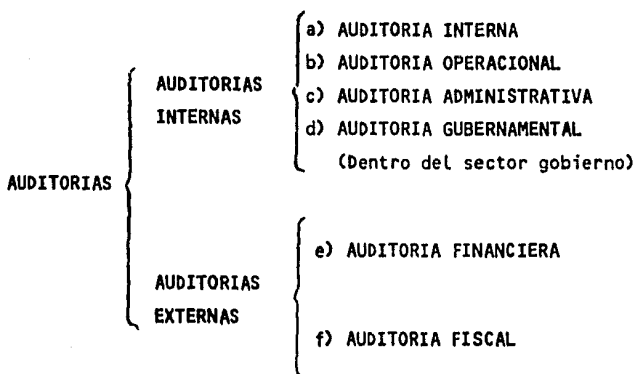 AUDITORIAS
AUDITORIAS
INTERNAS
a) AUDITORIA INTERNA
b) AUDITORIA OPERACIONAL
c) AUDITORIA ADMINISTRATIVA
d) AUDITORIA GUBERNAMENTAL
(Dentro del sector gobierno)
AUDITORIAS
EXTERNAS
e) AUDITORIA FINANCIERA
f) AUDITORIA FISCAL